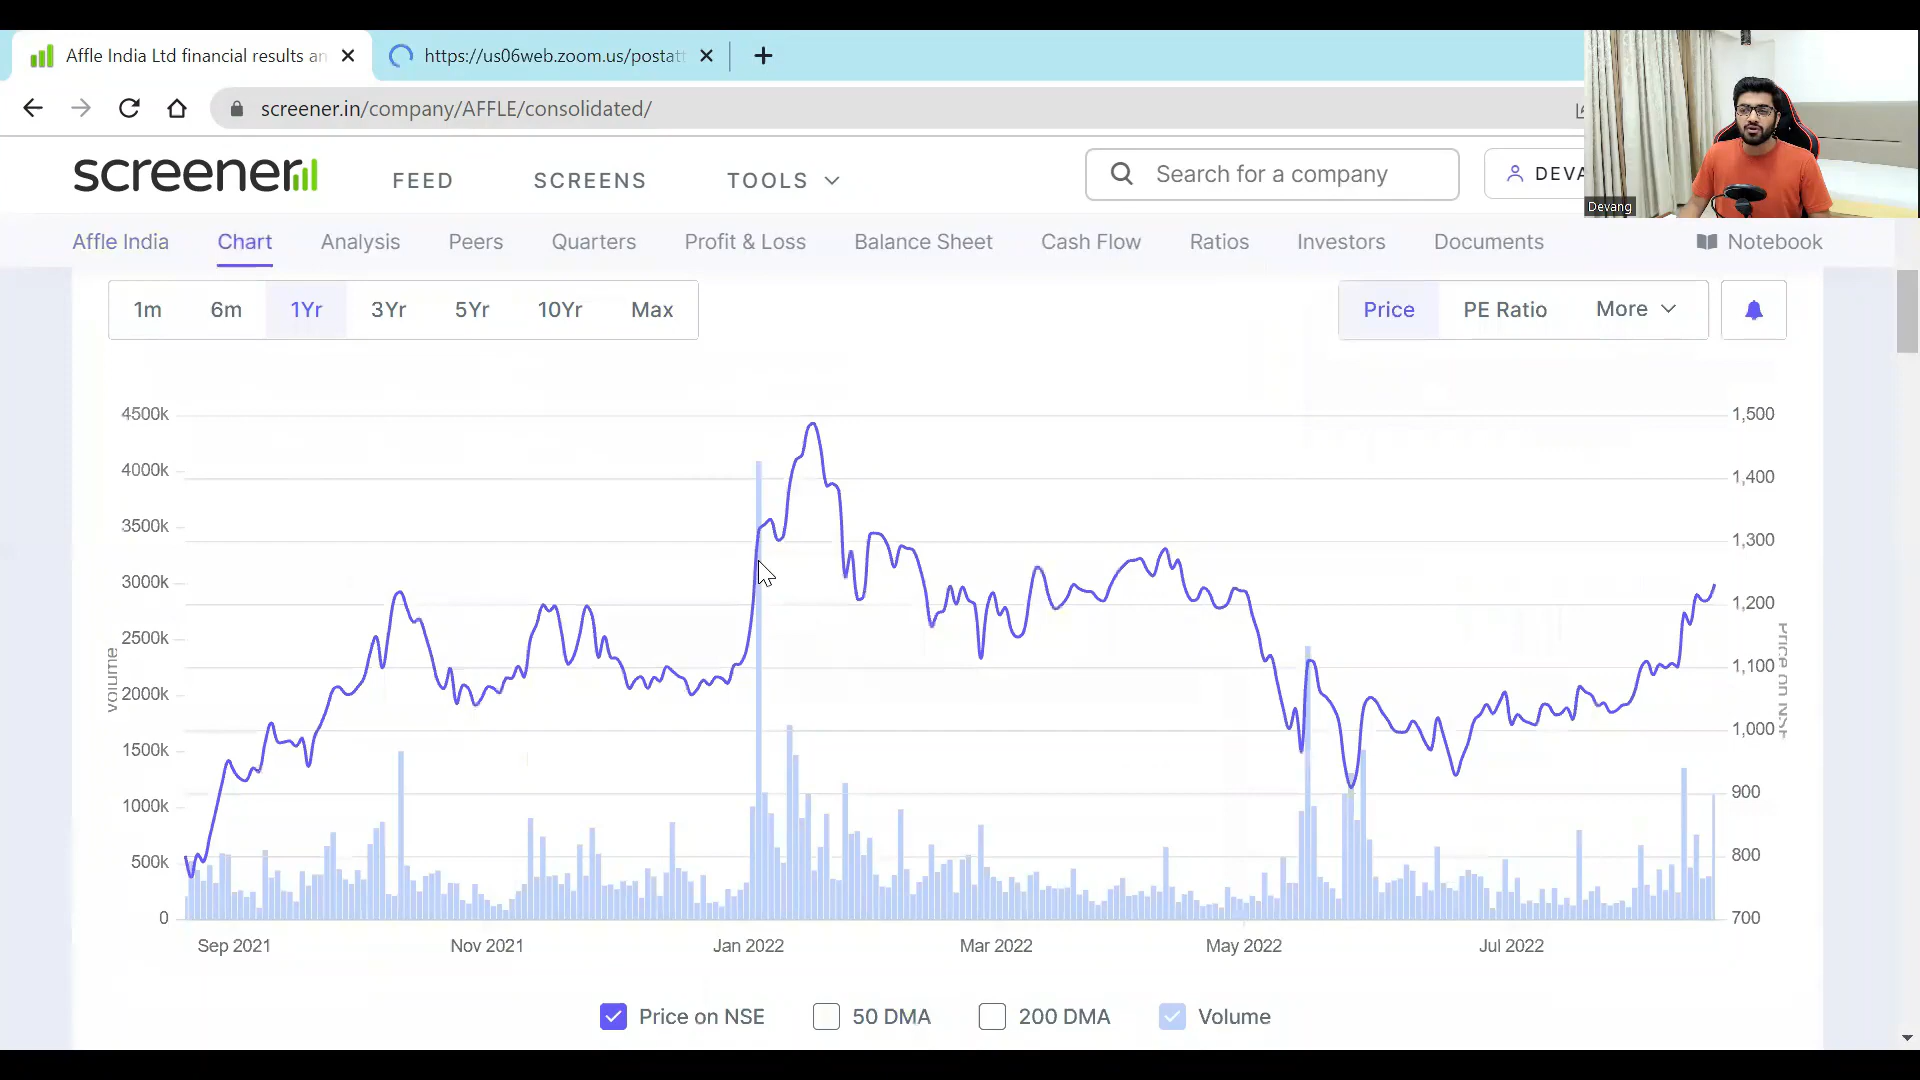 Affle India Ltd financial results an
https://us06web.zoom.us/postatt
screener.in/company/AFFLE/consolidated/
screener
FEED
SCREENS
TOOLS
Search for a company
DEVA
Devang
Affle India
Chart
Analysis
Peers
Quarters
Profit & Loss
Balance Sheet
Cash Flow
Ratios
Investors
Documents
Notebook
1m
6m
1Yr
3Yr
5Yr
10Yr
Max
Price
PE Ratio
More
4500k
4000k
3500k
3000k
2500k
2000k
1500k
1000k
500k
0
Volume
1,500
1,400
1,300
1,200
1,100
1,000
900
800
700
Price on NSE
Sep 2021
Nov 2021
Jan 2022
Mar 2022
May 2022
Jul 2022
Price on NSE
50 DMA
200 DMA
Volume